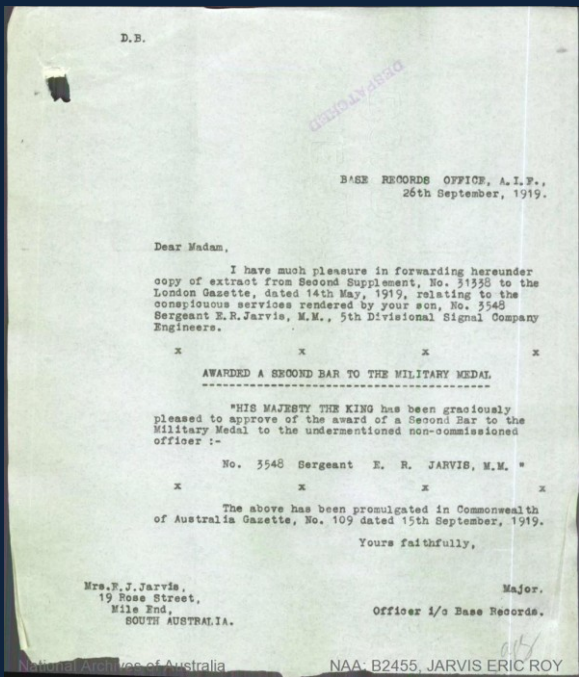 D.B.
DESPATCHED
BASE RECORDS OFFICE, A.I.F.,
26th September, 1919.
Dear Madam,
I have much pleasure in forwarding hereunder
copy of extract from Second Supplement, No. 31338 to the
London Gazette, dated 14th May, 1919, relating to the
conspicuous services rendered by your son, No. 3548
Sergeant E.R.Jarvis, M.M., 5th Divisional Signal Company
Engineers.
x x x x
AWARDED A SECOND BAR TO THE MILITARY MEDAL
"HIS MAJESTY THE KING has been graciously
pleased to approve of the award of a Second Bar to the
Military Medal to the undermentioned non-commissioned
officer :-
No. 3548 Sergeant E. R. JARVIS, M.M. "
x x x x
The above has been promulgated in Commonwealth
of Australia Gazette, No. 109 dated 15th September, 1919.
Yours faithfully,
Mrs.E.J.Jarvis,
19 Rose Street,
Mile End,
SOUTH AUSTRALIA.
Major.
Officer i/c Base Records.
National Archives of Australia
NAA: B2455, JARVIS ERIC ROY